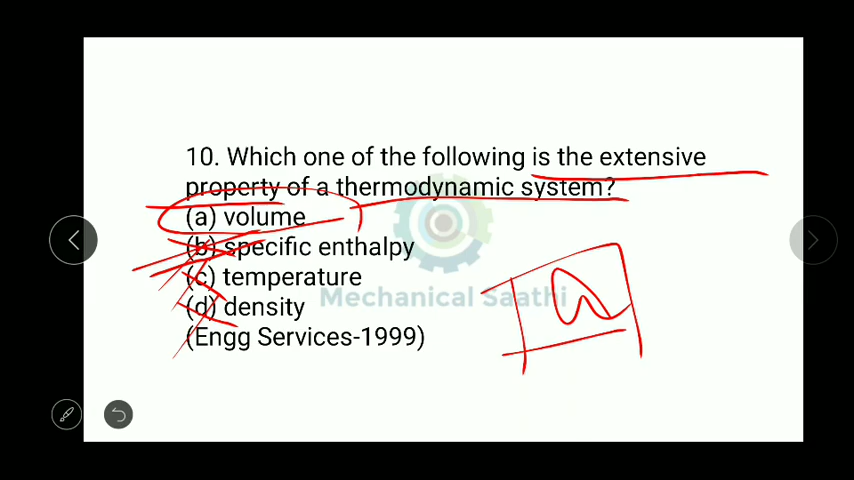 10. Which one of the following is the extensive
property of a thermodynamic system?
(a) volume
(b) specific enthalpy
(c) temperature
(d) density
(Engg Services-1999)
Mechanical Saathi
a